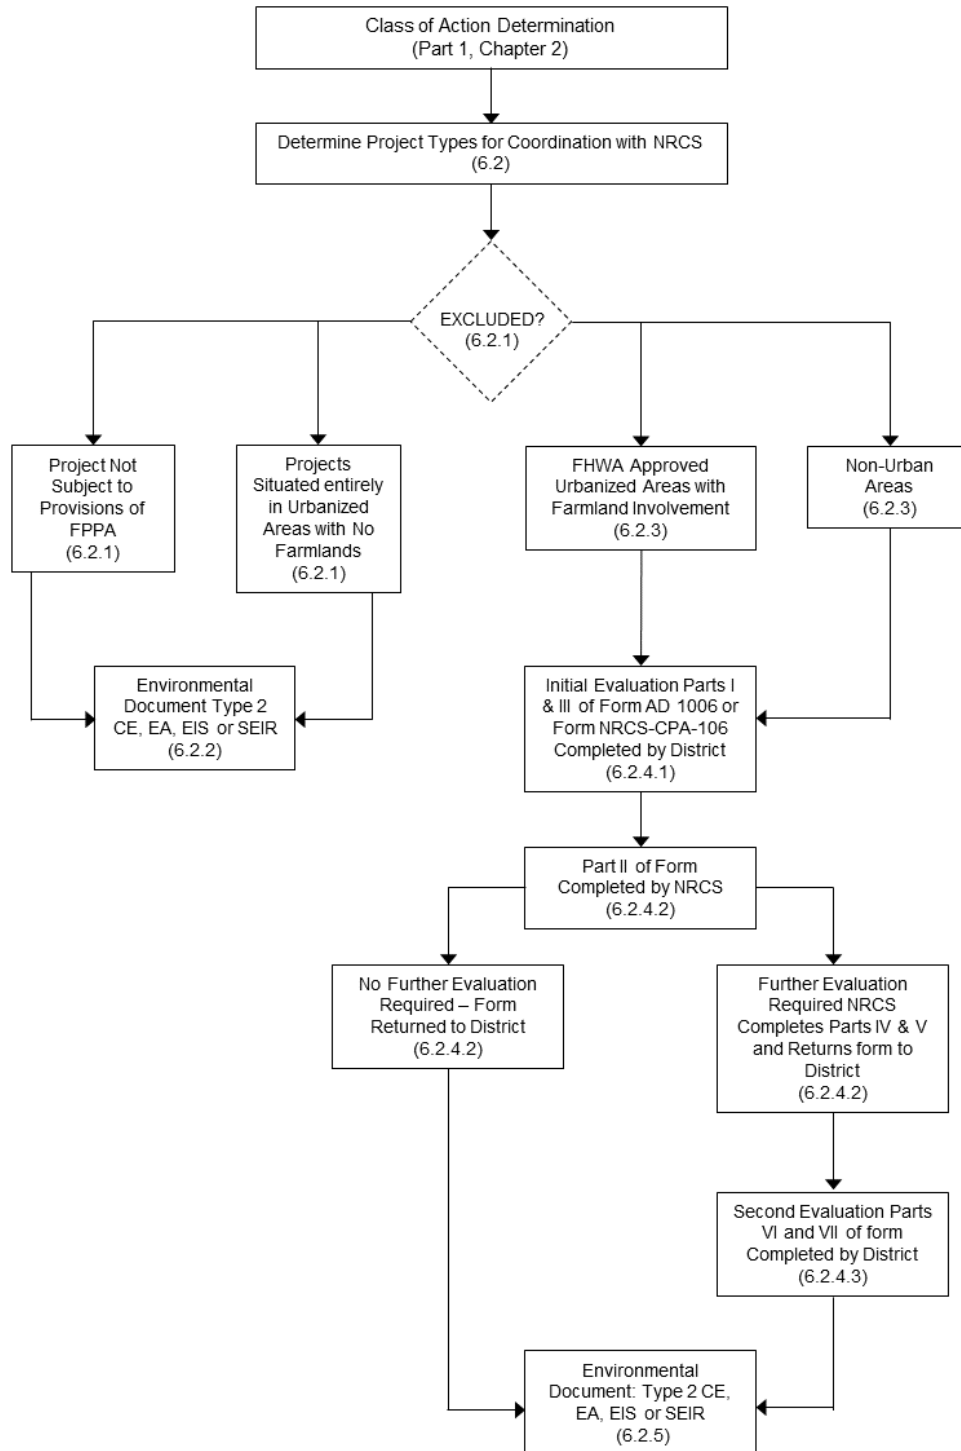 Class of Action Determination
(Part 1, Chapter 2)
Determine Project Types for Coordination with NRCS
(6.2)
EXCLUDED?
(6.2.1)
Project Not
Subject to
Provisions of
FPPA
(6.2.1)
Projects
Situated entirely
in Urbanized
Areas with No
Farmlands
(6.2.1)
FHWA Approved
Urbanized Areas with
Farmland Involvement
(6.2.3)
Non-Urban
Areas
(6.2.3)
Environmental
Document Type 2
CE, EA, EIS or SEIR
(6.2.2)
Initial Evaluation Parts I
& III of Form AD 1006 or
Form NRCS-CPA-106
Completed by District
(6.2.4.1)
Part II of Form
Completed by NRCS
(6.2.4.2)
No Further Evaluation
Required – Form
Returned to District
(6.2.4.2)
Further Evaluation
Required NRCS
Completes Parts IV & V
and Returns form to
District
(6.2.4.2)
Second Evaluation Parts
VI and VII of form
Completed by District
(6.2.4.3)
Environmental
Document: Type 2 CE,
EA, EIS or SEIR
(6.2.5)